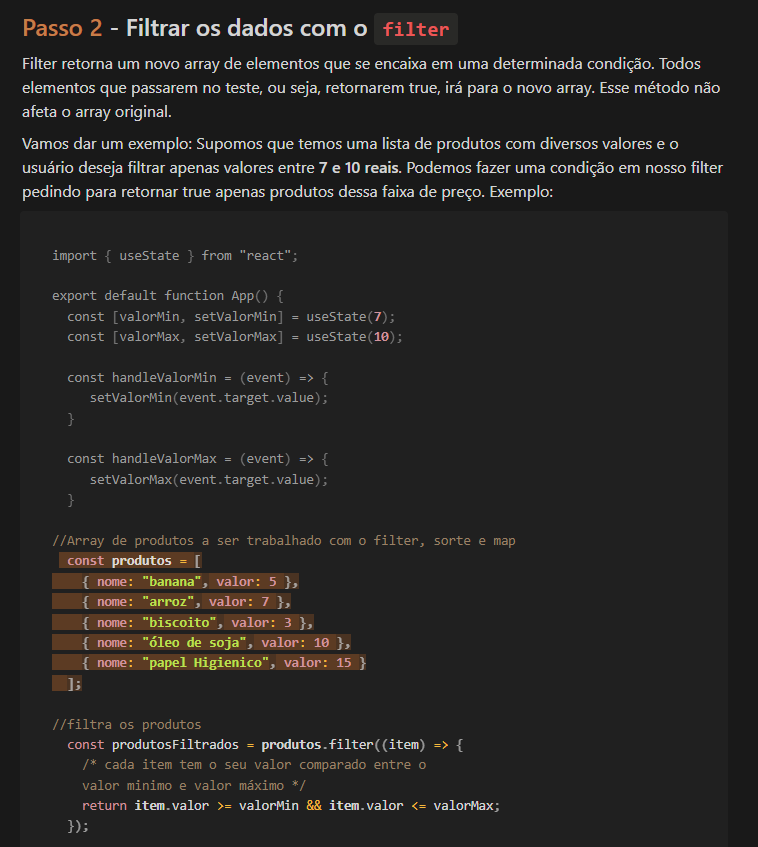 Passo 2 - Filtrar os dados com o filter
Filter retorna um novo array de elementos que se encaixa em uma determinada condição. Todos
elementos que passarem no teste, ou seja, retornarem true, irá para o novo array. Esse método não
afeta o array original.
Vamos dar um exemplo: Supomos que temos uma lista de produtos com diversos valores e o
usuário deseja filtrar apenas valores entre 7 e 10 reais. Podemos fazer uma condição em nosso filter
pedindo para retornar true apenas produtos dessa faixa de preço. Exemplo:
import { useState } from "react";
export default function App() {
const [valorMin, setValorMin] = useState(7);
const [valorMax, setValorMax] = useState(10);
const handleValorMin = (event) => {
setValorMin(event.target.value);
}
const handleValorMax = (event) => {
setValorMax(event.target.value);
}
//Array de produtos a ser trabalhado com o filter, sorte e map
const produtos = [
{ nome: "banana", valor: 5 },
{ nome: "arroz", valor: 7 },
{ nome: "biscoito", valor: 3 },
{ nome: "óleo de soja", valor: 10 },
{ nome: "papel Higienico", valor: 15 }
];
//filtra os produtos
const produtosFiltrados = produtos.filter((item) => {
/* cada item tem o seu valor comparado entre o
valor minimo e valor máximo */
return item.valor >= valorMin && item.valor <= valorMax;
});